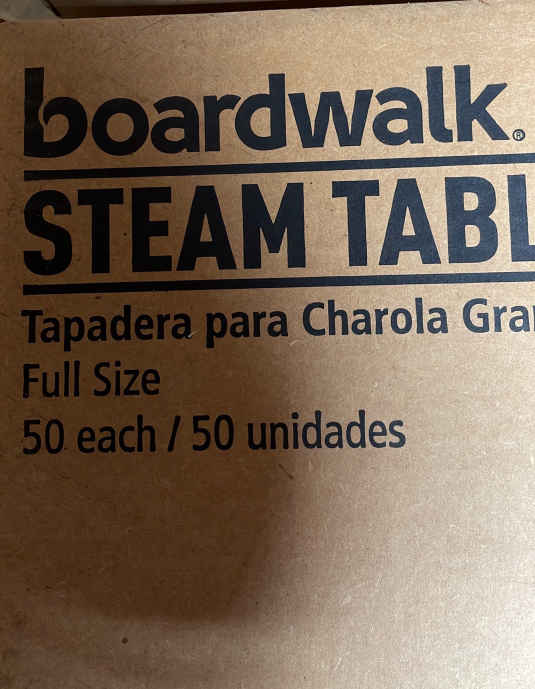 boardwalk®
STEAM TABL
Tapadera para Charola Gra
Full Size
50 each / 50 unidades